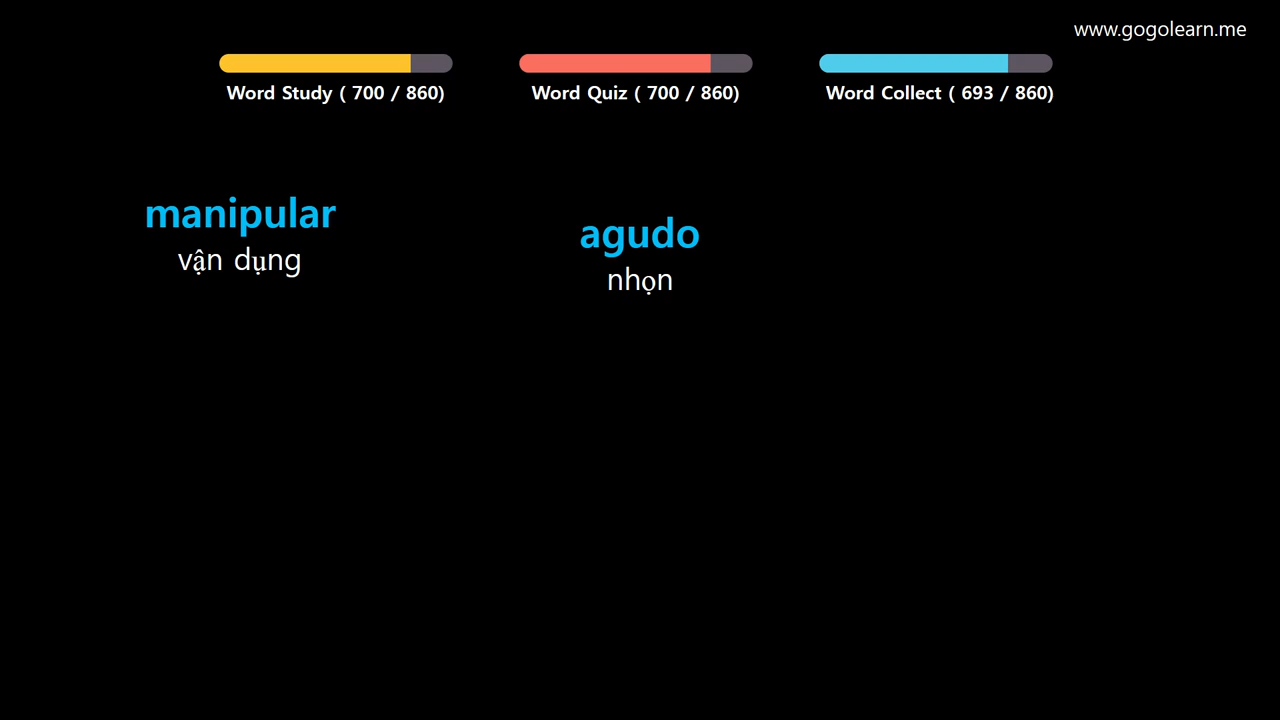 www.gogolearn.me
Word Study ( 700 / 860)
Word Quiz ( 700 / 860)
Word Collect ( 693 / 860)
manipular
vận dụng
agudo
nhọn